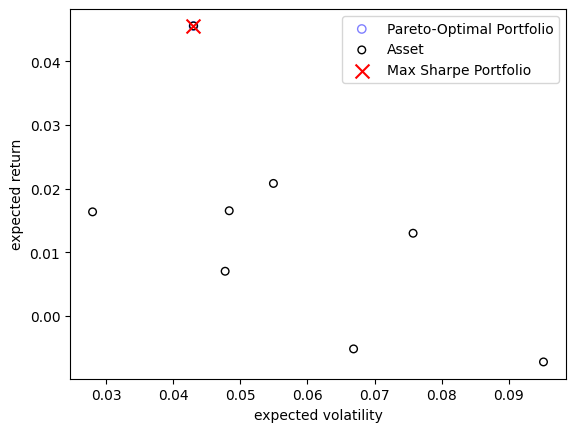 Pareto-Optimal Portfolio
Asset
Max Sharpe Portfolio
expected return
0.04
0.03
0.02
0.01
0.00
0.03 0.04 0.05 0.06 0.07 0.08 0.09
expected volatility